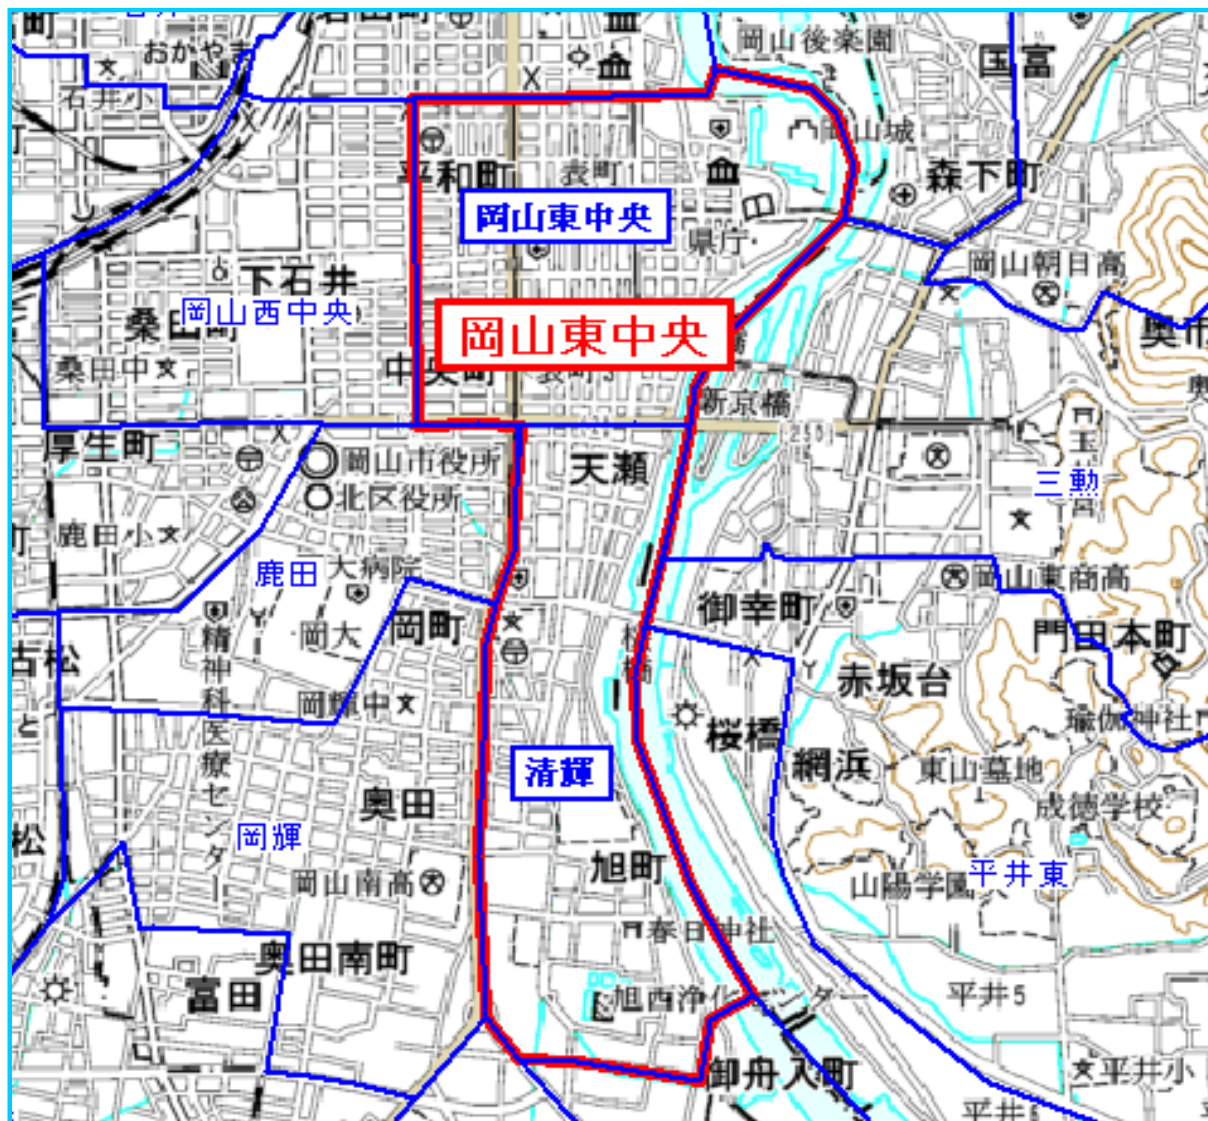 岡山後楽園
国富
おかやま
石井小
岡山城
平和町
表町
森下町
岡山東中央
県庁
岡山朝日高
下石井
岡山西中央
岡山東中央
桑田中
中央町
新京橋
厚生町
岡山市役所
天瀬
北区役所
三勲
鹿田小
鹿田
大病院
岡山東商高
御幸町
岡町
岡大
門田本町
古松
赤坂台
精神科医療センター
岡輝中
瑜伽神社
桜橋
網浜
清輝
東山墓地
奥田
成徳学校
岡輝
旭町
岡山南高
山陽学園
平井東
春日神社
奥田南町
富田
旭西浄化センター
平井5
御舟入町
平井小
平井6